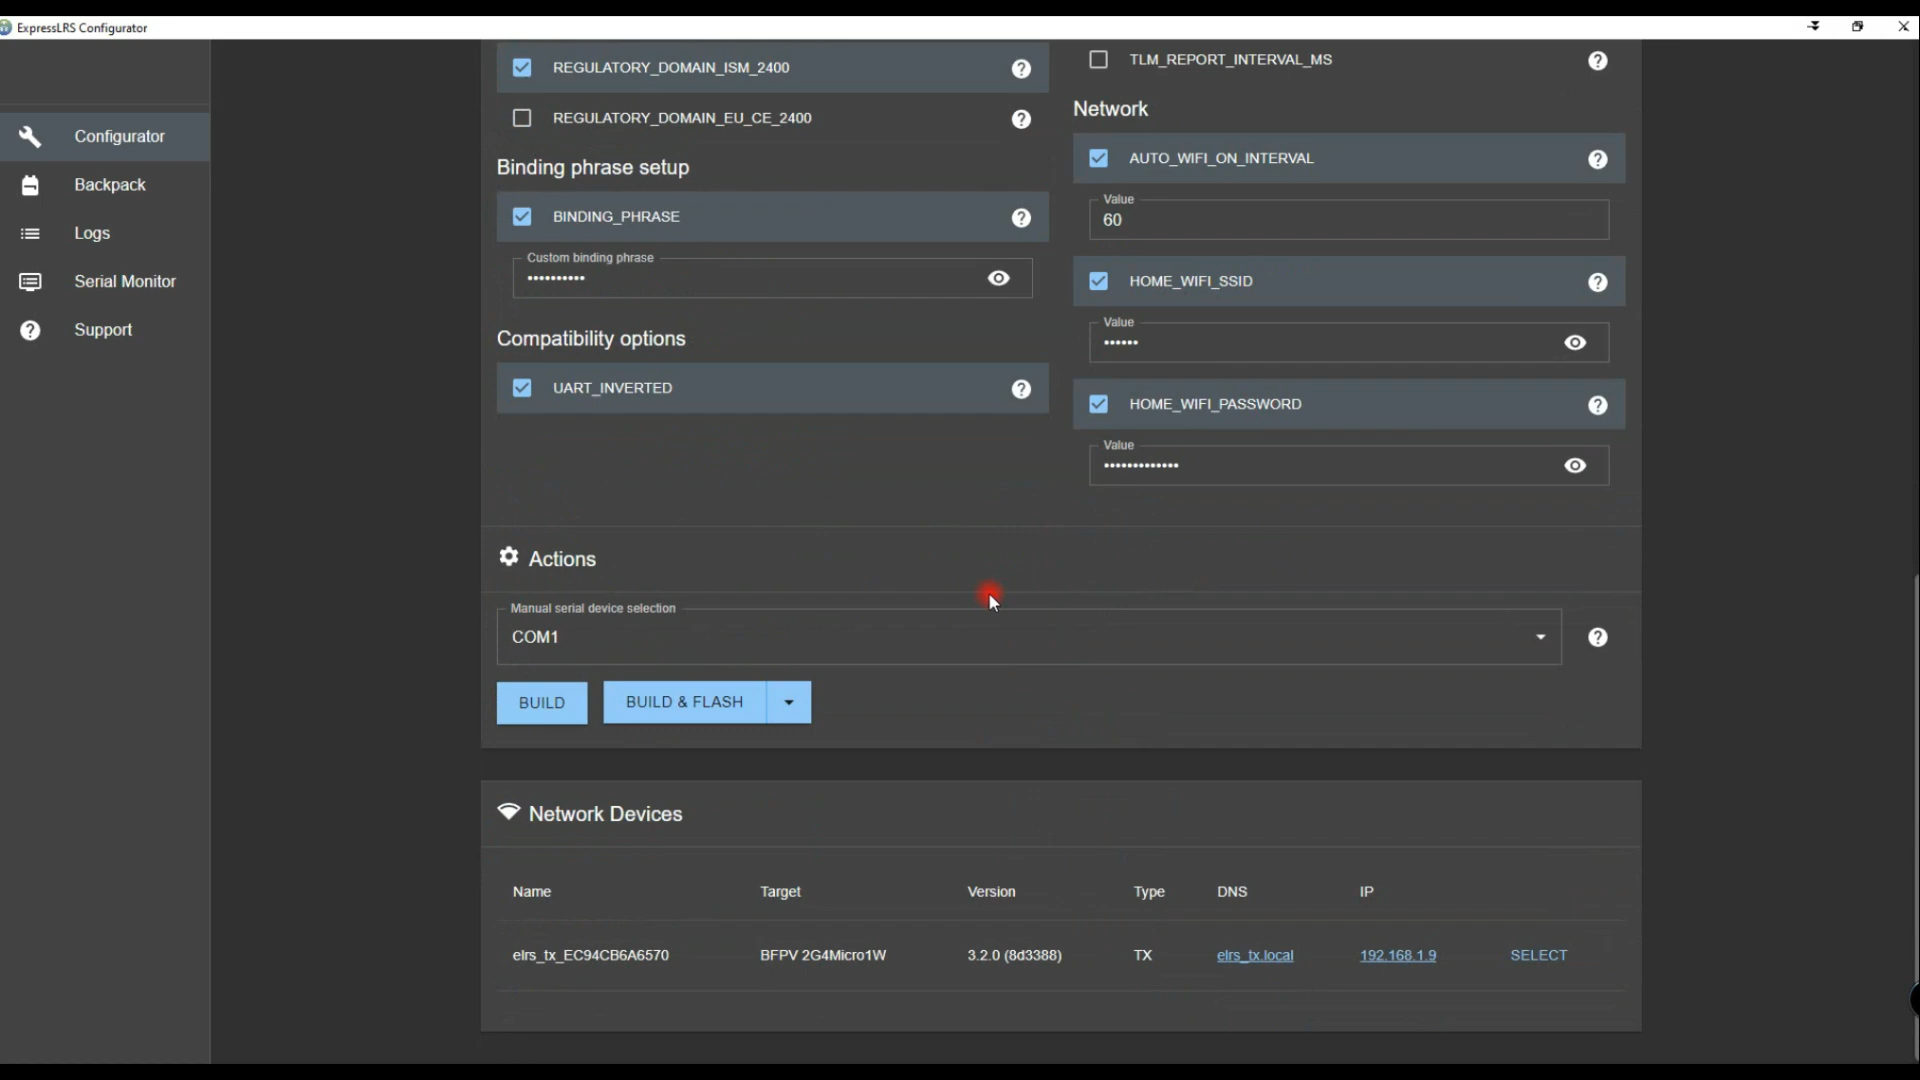 ExpressLRS Configurator
Configurator
Backpack
Logs
Serial Monitor
Support
REGULATORY_DOMAIN_ISM_2400
REGULATORY_DOMAIN_EU_CE_2400
Binding phrase setup
BINDING_PHRASE
Custom binding phrase
••••••••••
Compatibility options
UART_INVERTED
TLM_REPORT_INTERVAL_MS
Network
AUTO_WIFI_ON_INTERVAL
Value
60
HOME_WIFI_SSID
Value
••••••
HOME_WIFI_PASSWORD
Value
•••••••••••••
Actions
Manual serial device selection
COM1
BUILD
BUILD & FLASH
Network Devices
Name Target Version Type DNS IP
elrs_tx_EC94CB6A6570 BFPV 2G4Micro1W 3.2.0 (8d3388) TX elrs_tx.local 192.168.1.9 SELECT